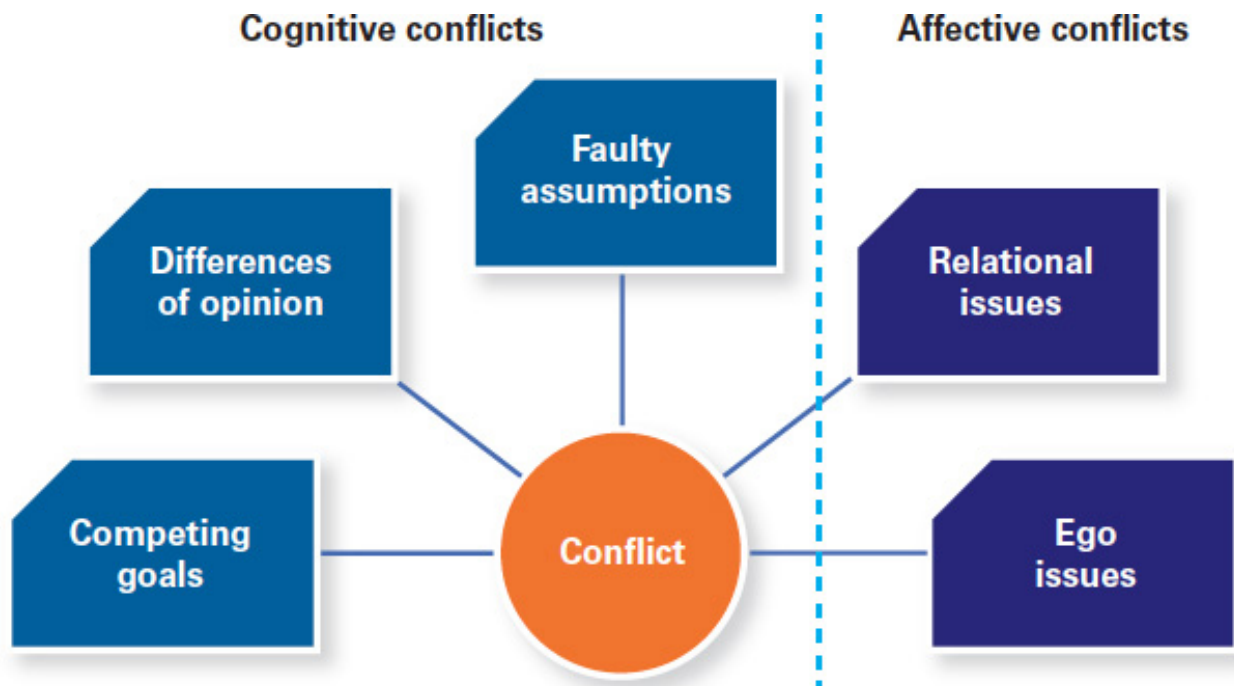 Cognitive conflicts
Affective conflicts
Faulty
assumptions
Differences
of opinion
Relational
issues
Competing
goals
Conflict
Ego
issues